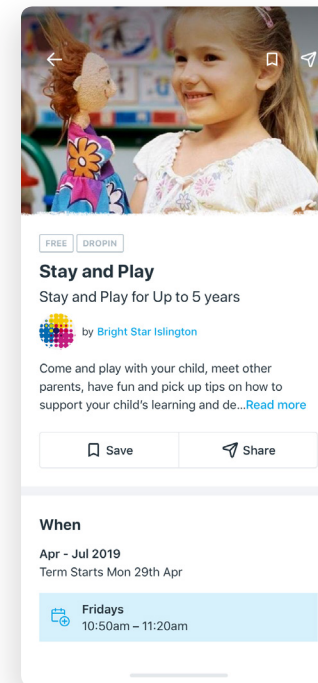 FREE DROPIN
Stay and Play
Stay and Play for Up to 5 years
by Bright Star Islington
Come and play with your child, meet other
parents, have fun and pick up tips on how to
support your child's learning and de...Read more
Save Share
When
Apr - Jul 2019
Term Starts Mon 29th Apr
Fridays
10:50am – 11:20am